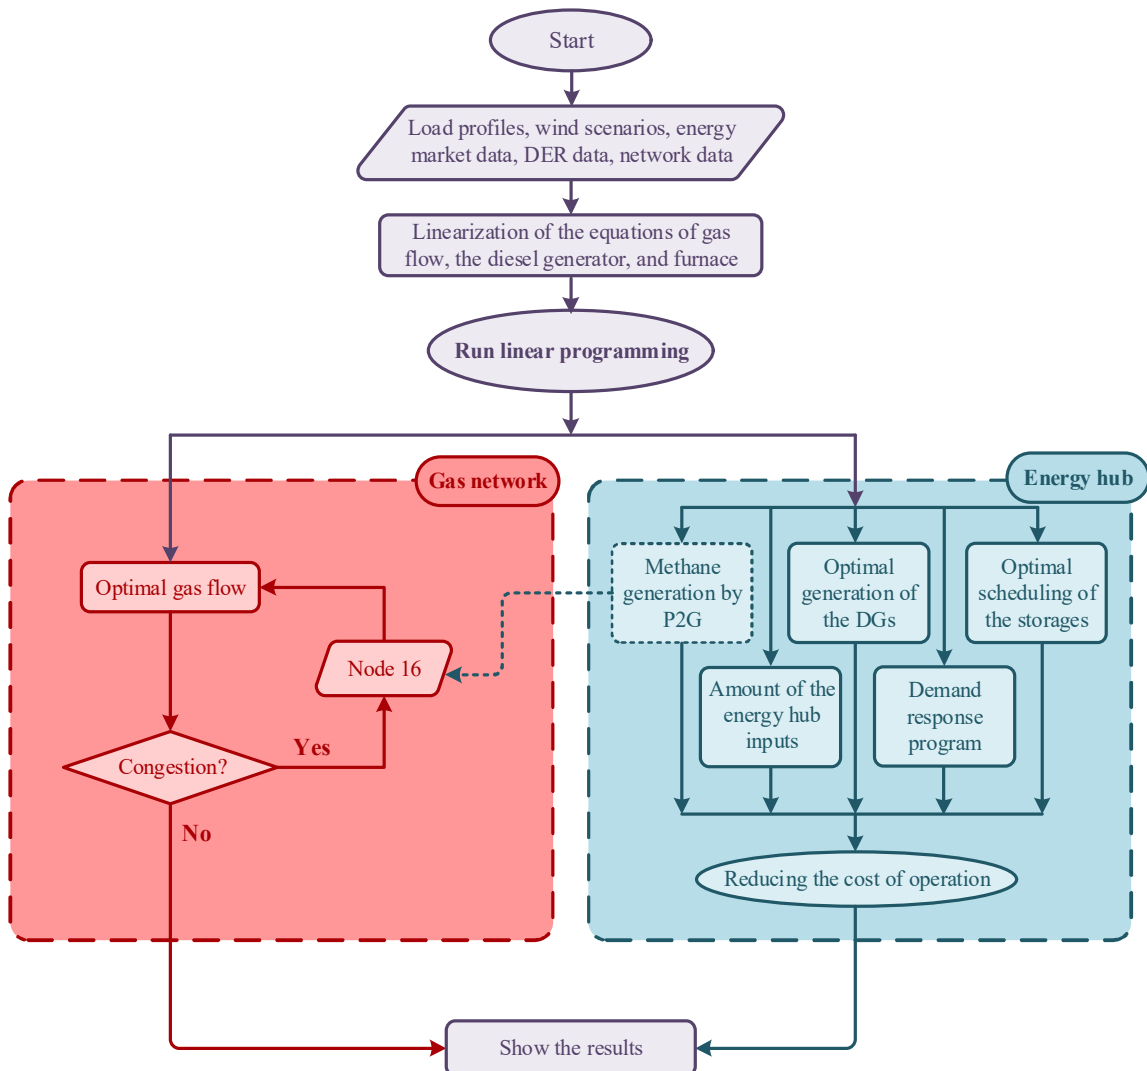 Start
Load profiles, wind scenarios, energy
market data, DER data, network data
Linearization of the equations of gas
flow, the diesel generator, and furnace
Run linear programming
Gas network
Optimal gas flow
Node 16
Congestion?
Yes
No
Energy hub
Methane
generation by
P2G
Optimal
generation of
the DGs
Optimal
scheduling of
the storages
Amount of the
energy hub
inputs
Demand
response
program
Reducing the cost of operation
Show the results